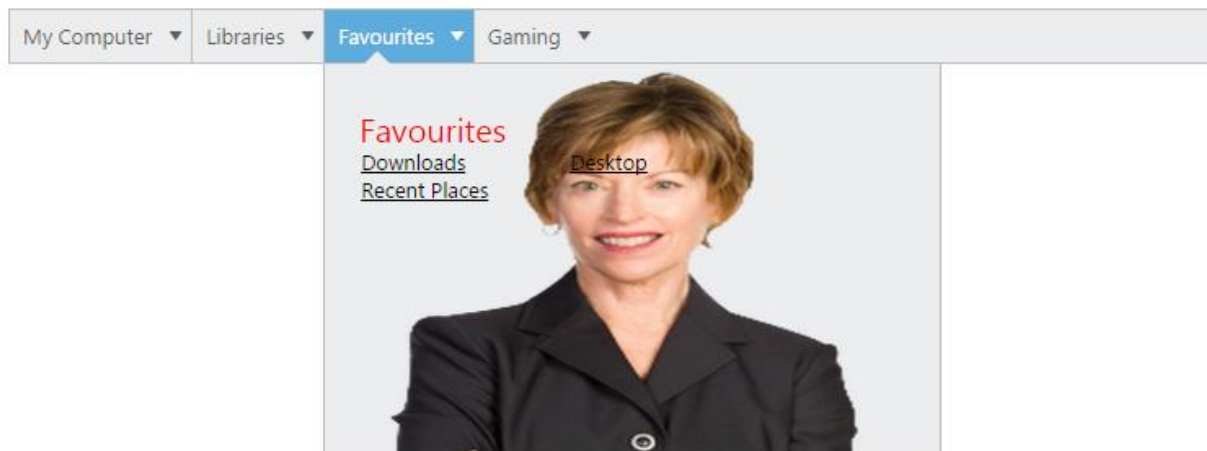 My Computer ▼ Libraries ▼ Favourites ▼ Gaming ▼
Favourites
Downloads Desktop
Recent Places